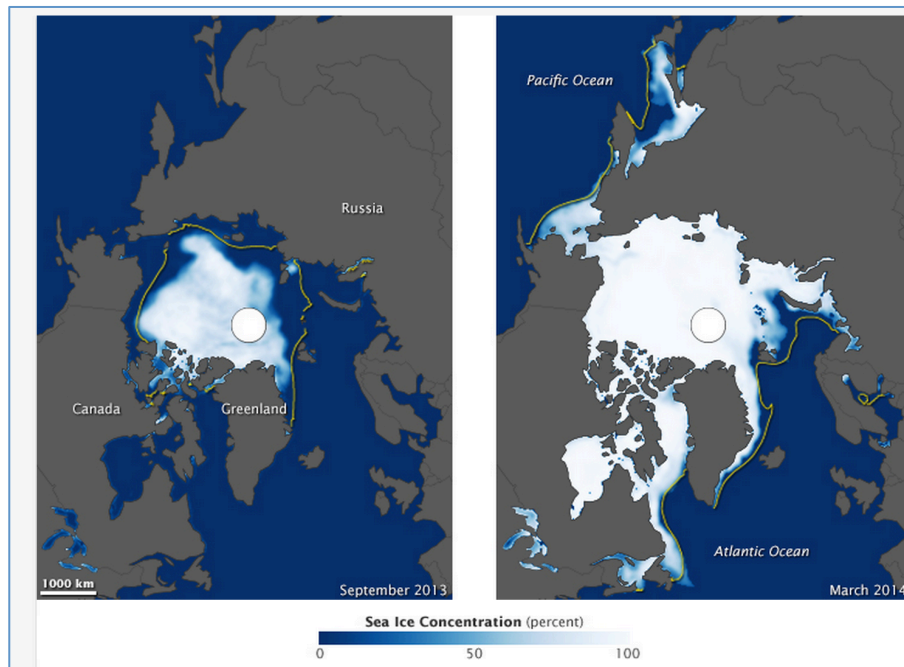 Pacific Ocean
Russia
Canada
Greenland
Atlantic Ocean
1000 km
September 2013
March 2014
Sea Ice Concentration (percent)
0 50 100